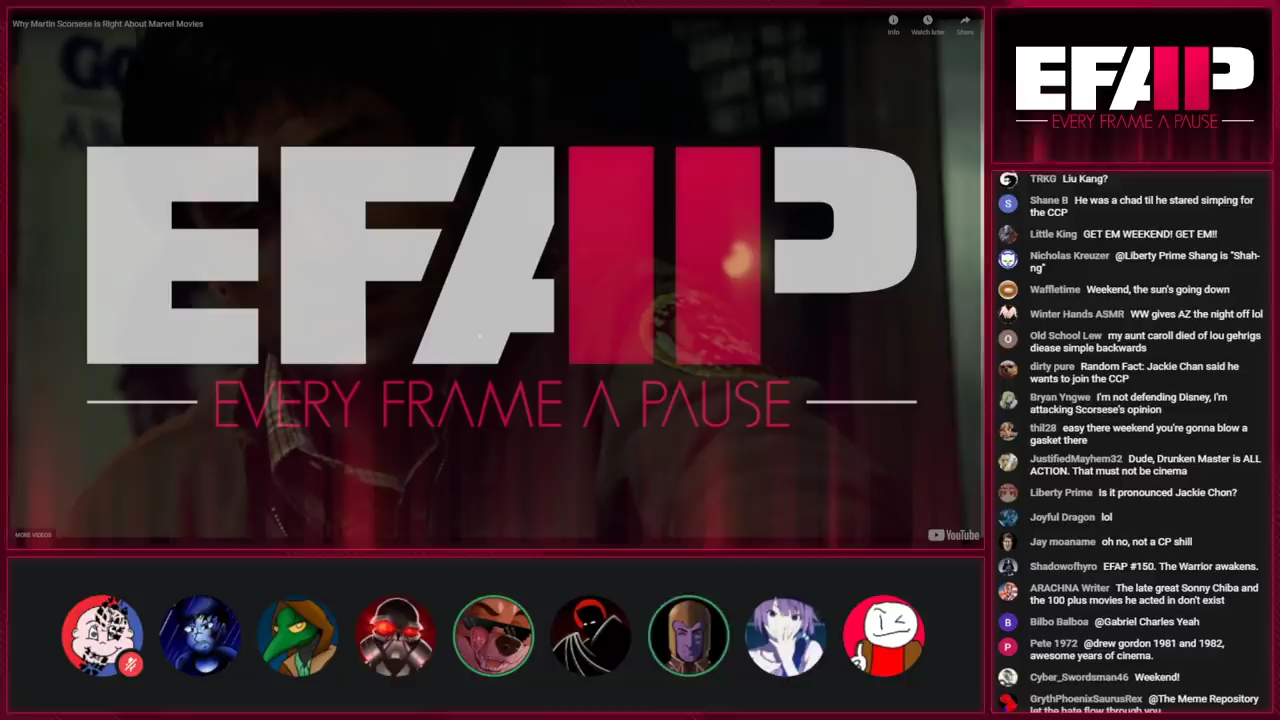 Why Martin Scorsese is Right About Marvel Movies
Info
Watch later
Share
EFAP
EVERY FRAME A PAUSE
MORE VIDEOS
YouTube
EFAP
EVERY FRAME A PAUSE
TRKG Liu Kang?
Shane B He was a chad til he stared simping for
the CCP
Little King GET EM WEEKEND! GET EM!!
Nicholas Kreuzer @Liberty Prime Shang is "Shah-
ng"
Waffletime Weekend, the sun's going down
Winter Hands ASMR WW gives AZ the night off lol
Old School Lew my aunt caroll died of lou gehrigs
diease simple backwards
dirty pure Random Fact: Jackie Chan said he
wants to join the CCP
Bryan Yngwe I'm not defending Disney, I'm
attacking Scorsese's opinion
thil28 easy there weekend you're gonna blow a
gasket there
JustifiedMayhem32 Dude, Drunken Master is ALL
ACTION. That must not be cinema
Liberty Prime Is it pronounced Jackie Chon?
Joyful Dragon lol
Jay moaname oh no, not a CP shill
Shadowofhyro EFAP #150. The Warrior awakens.
ARACHNA Writer The late great Sonny Chiba and
the 100 plus movies he acted in don't exist
Bilbo Balboa @Gabriel Charles Yeah
Pete 1972 @drew gordon 1981 and 1982,
awesome years of cinema.
Cyber_Swordsman46 Weekend!
GrythPhoenixSaurusRex @The Meme Repository
let the hate flow through you